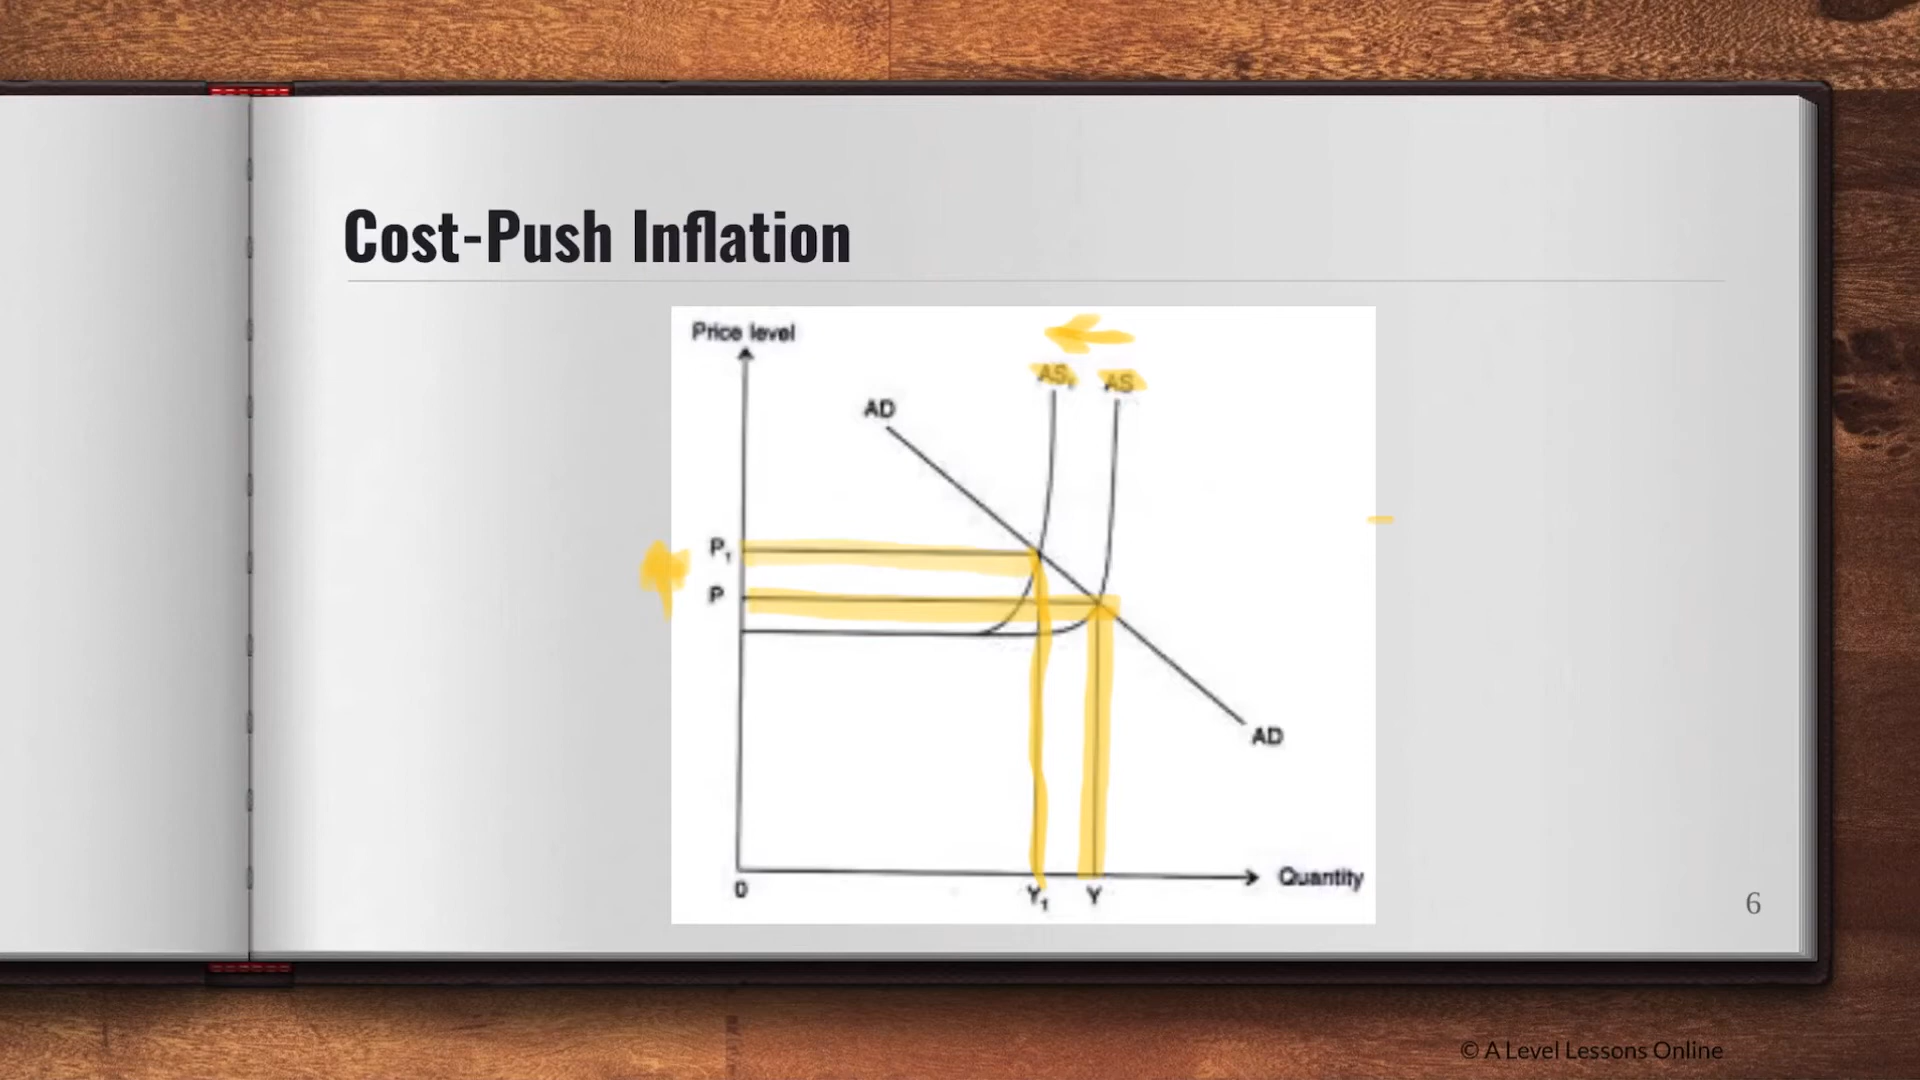 Cost-Push Inflation
Price level
AS₁ AS
AD
P₁
P
AD
0
Y₁ Y
Quantity
6
© A Level Lessons Online